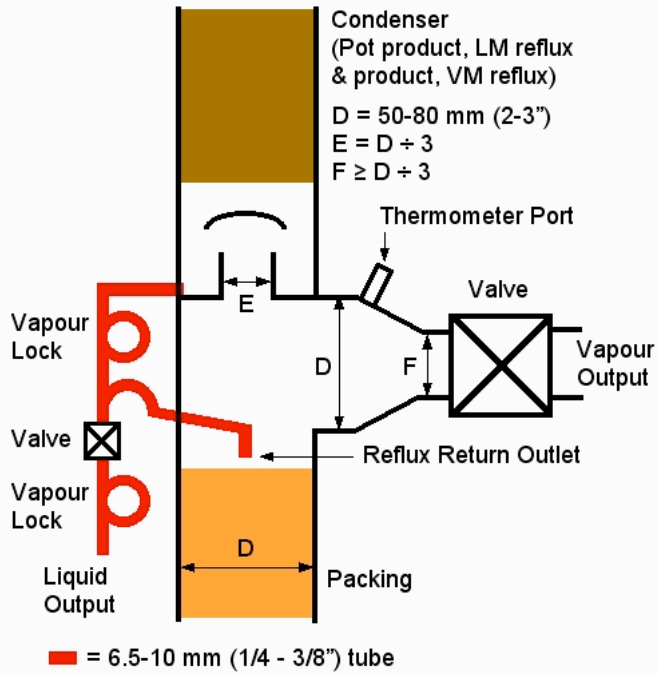 Condenser
(Pot product, LM reflux
& product, VM reflux)
D = 50-80 mm (2-3”)
E = D ÷ 3
F ≥ D ÷ 3
Thermometer Port
Valve
E
Vapour
Lock
D
F
Vapour
Output
Valve
Reflux Return Outlet
Vapour
Lock
D
Liquid
Output
Packing
= 6.5-10 mm (1/4 - 3/8”) tube